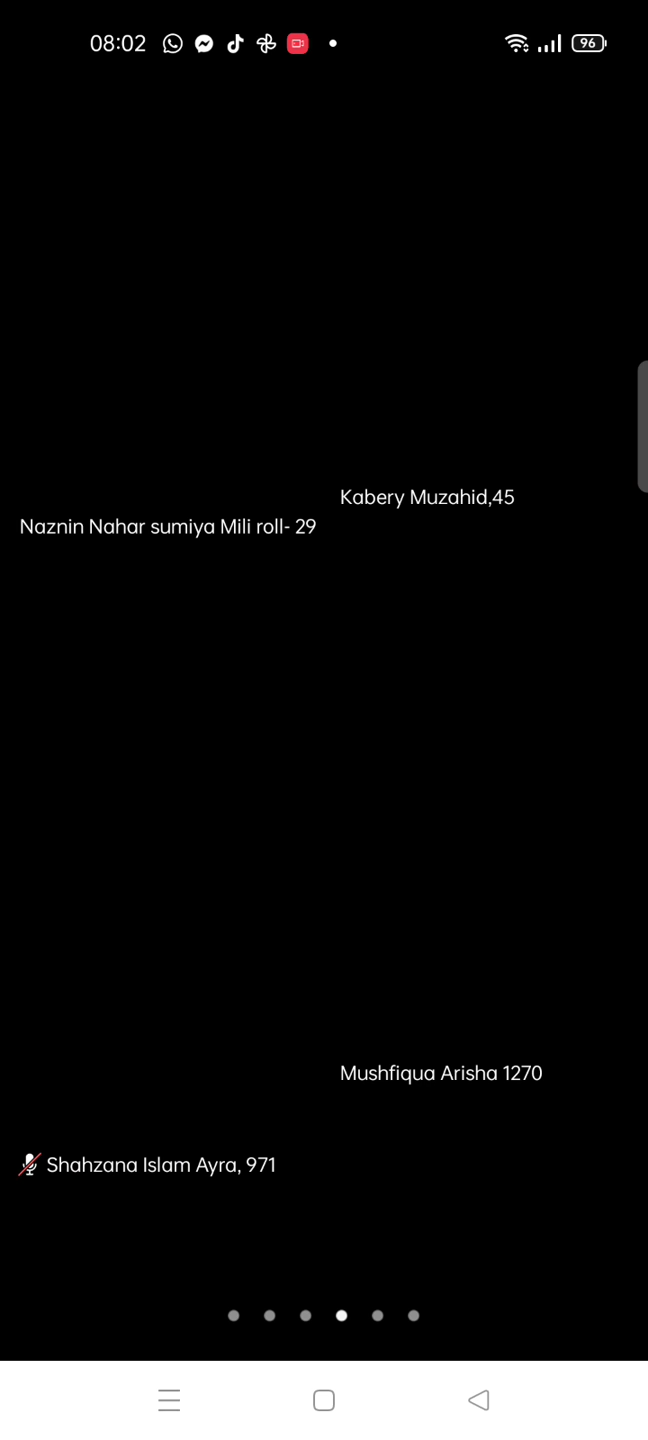 08:02
96
Kabery Muzahid,45
Naznin Nahar sumiya Mili roll- 29
Mushfiqua Arisha 1270
Shahzana Islam Ayra, 971